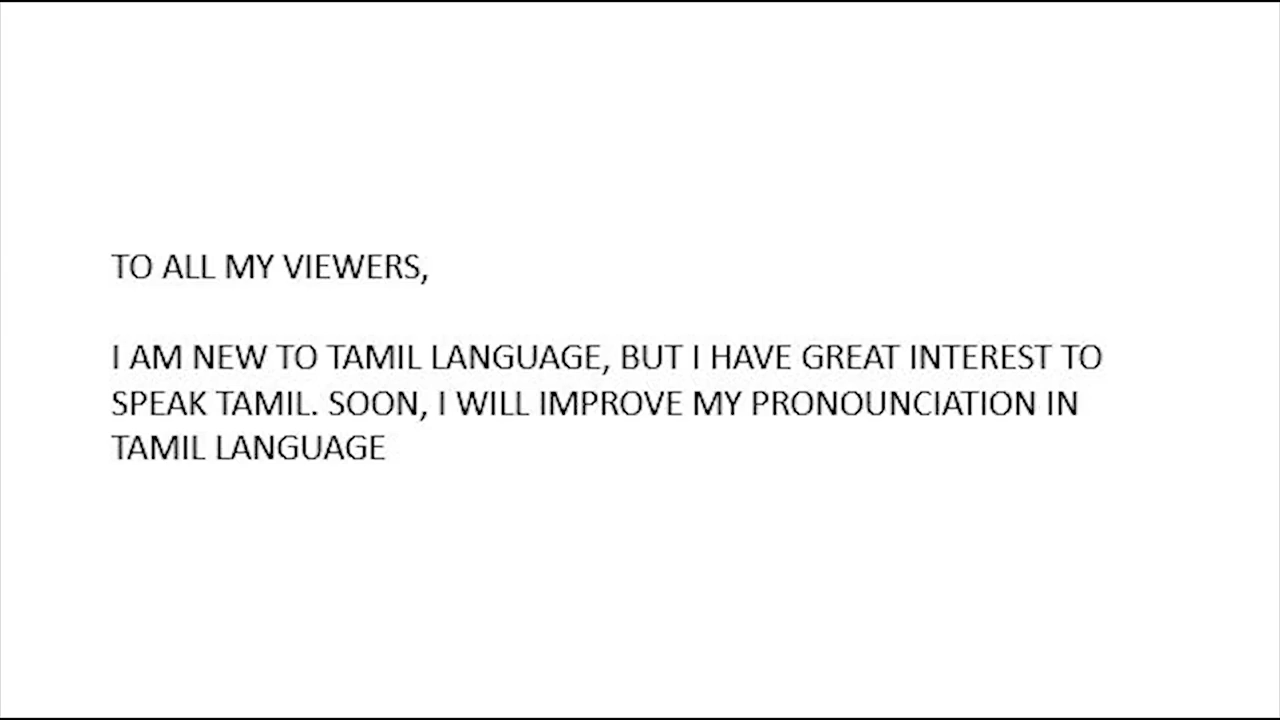 TO ALL MY VIEWERS,
I AM NEW TO TAMIL LANGUAGE, BUT I HAVE GREAT INTEREST TO
SPEAK TAMIL. SOON, I WILL IMPROVE MY PRONOUNCIATION IN
TAMIL LANGUAGE